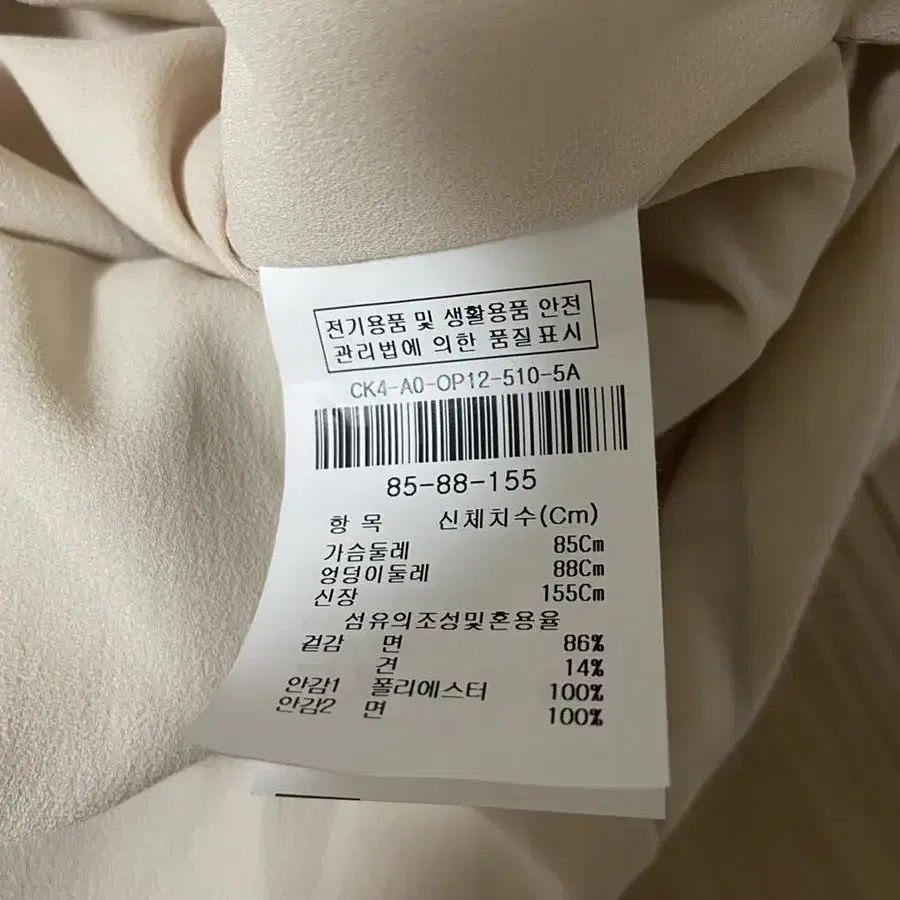 전기용품 및 생활용품 안전
관리법에 의한 품질표시
CK4-A0-OP12-510-5A
85-88-155
항 목 신체치수(Cm)
가슴둘레 85Cm
엉덩이둘레 88Cm
신장 155Cm
섬유의조성및혼용율
겉감 면 86%
견 14%
안감1 폴리에스터 100%
안감2 면 100%